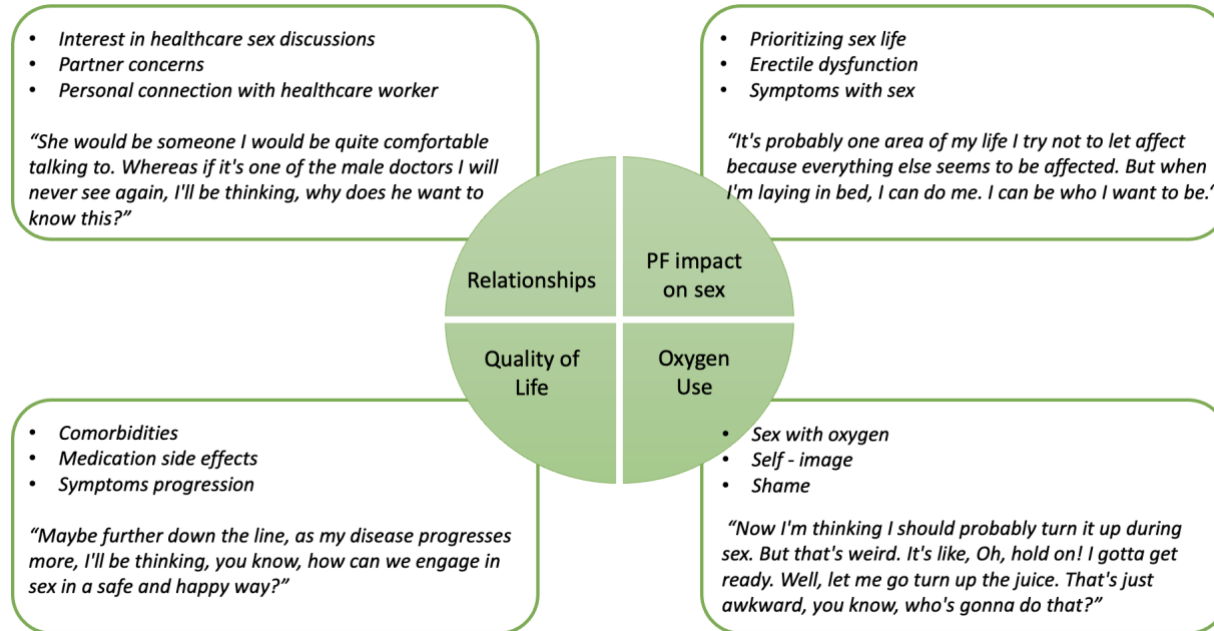 • Interest in healthcare sex discussions
• Partner concerns
• Personal connection with healthcare worker
“She would be someone I would be quite comfortable
talking to. Whereas if it's one of the male doctors I will
never see again, I'll be thinking, why does he want to
know this?”
• Prioritizing sex life
• Erectile dysfunction
• Symptoms with sex
“It's probably one area of my life I try not to let affect
because everything else seems to be affected. But when
I'm laying in bed, I can do me. I can be who I want to be.“
Relationships
PF impact
on sex
Quality of
Life
Oxygen
Use
• Comorbidities
• Medication side effects
• Symptoms progression
“Maybe further down the line, as my disease progresses
more, I'll be thinking, you know, how can we engage in
sex in a safe and happy way?”
• Sex with oxygen
• Self - image
• Shame
“Now I'm thinking I should probably turn it up during
sex. But that's weird. It's like, Oh, hold on! I gotta get
ready. Well, let me go turn up the juice. That's just
awkward, you know, who's gonna do that?”